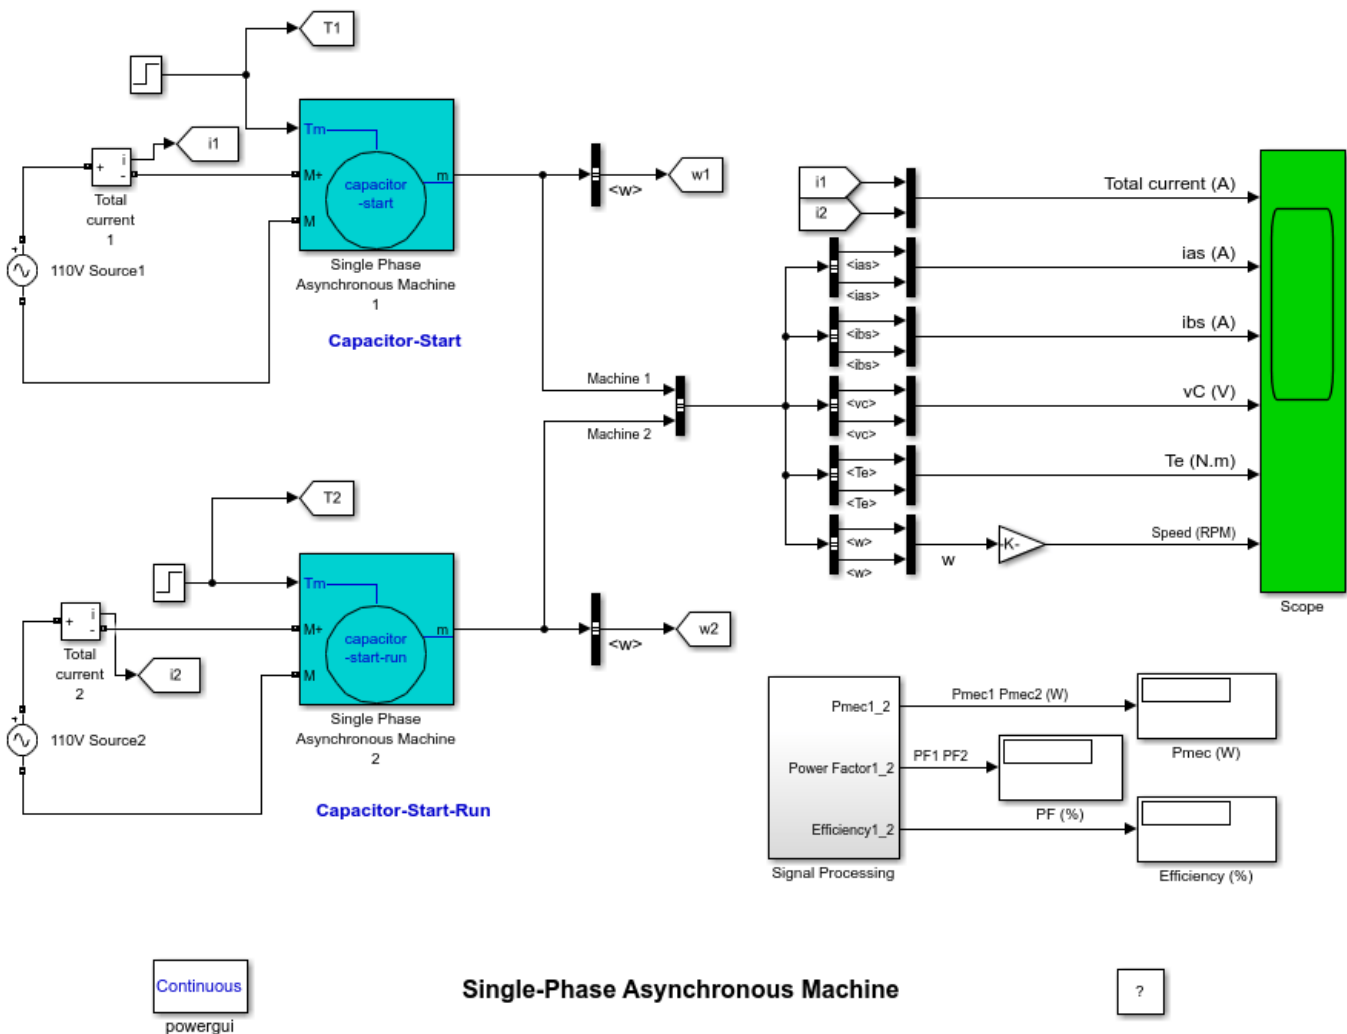 T1
i1
+
i
-
Total
current
1
+
110V Source1
Tm
M+
M
m
capacitor
-start
Single Phase
Asynchronous Machine
1
Capacitor-Start
<w>
w1
Machine 1
Machine 2
T2
+
i
-
Total
current
2
i2
+
110V Source2
Tm
M+
M
m
capacitor
-start-run
Single Phase
Asynchronous Machine
2
Capacitor-Start-Run
<w>
w2
i1
i2
Total current (A)
<ias>
<ias>
ias (A)
<ibs>
<ibs>
ibs (A)
<vc>
<vc>
vC (V)
<Te>
<Te>
Te (N.m)
<w>
<w>
w
-K-
Speed (RPM)
Scope
Pmec1_2
Power Factor1_2
Efficiency1_2
Signal Processing
Pmec1 Pmec2 (W)
Pmec (W)
PF1 PF2
PF (%)
Efficiency (%)
Continuous
powergui
Single-Phase Asynchronous Machine
?